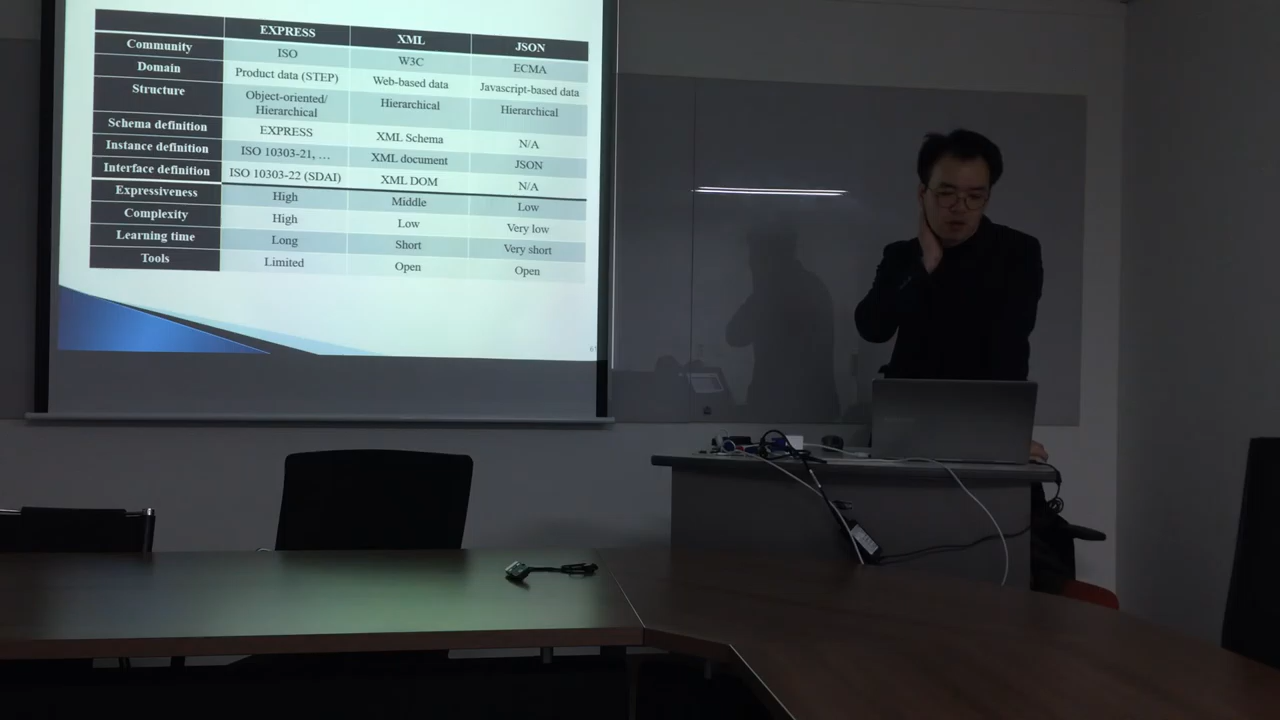 EXPRESS XML JSON
Community ISO W3C ECMA
Domain Product data (STEP) Web-based data Javascript-based data
Structure Object-oriented/ Hierarchical Hierarchical Hierarchical
Schema definition EXPRESS XML Schema N/A
Instance definition ISO 10303-21, … XML document JSON
Interface definition ISO 10303-22 (SDAI) XML DOM N/A
Expressiveness High Middle Low
Complexity High Low Very low
Learning time Long Short Very short
Tools Limited Open Open